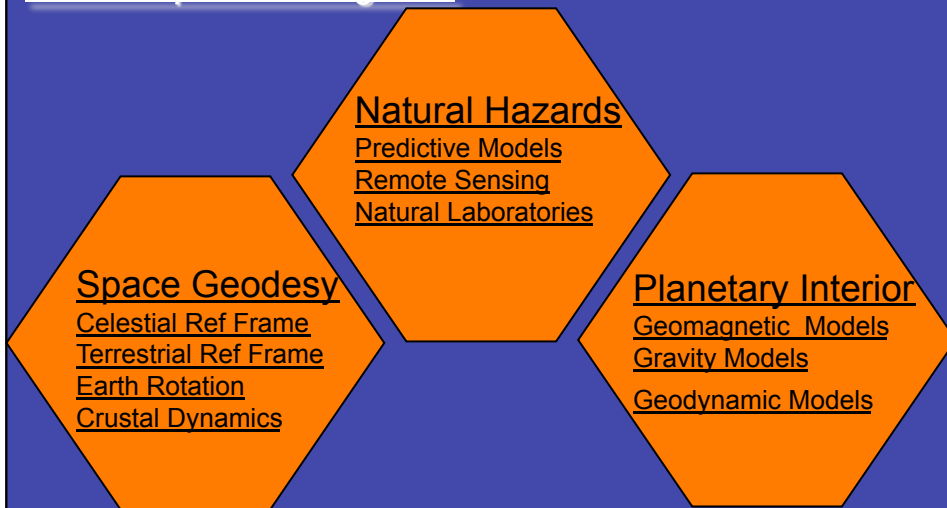 Natural Hazards
Predictive Models
Remote Sensing
Natural Laboratories
Space Geodesy
Celestial Ref Frame
Terrestrial Ref Frame
Earth Rotation
Crustal Dynamics
Planetary Interior
Geomagnetic  Models
Gravity Models
Geodynamic Models